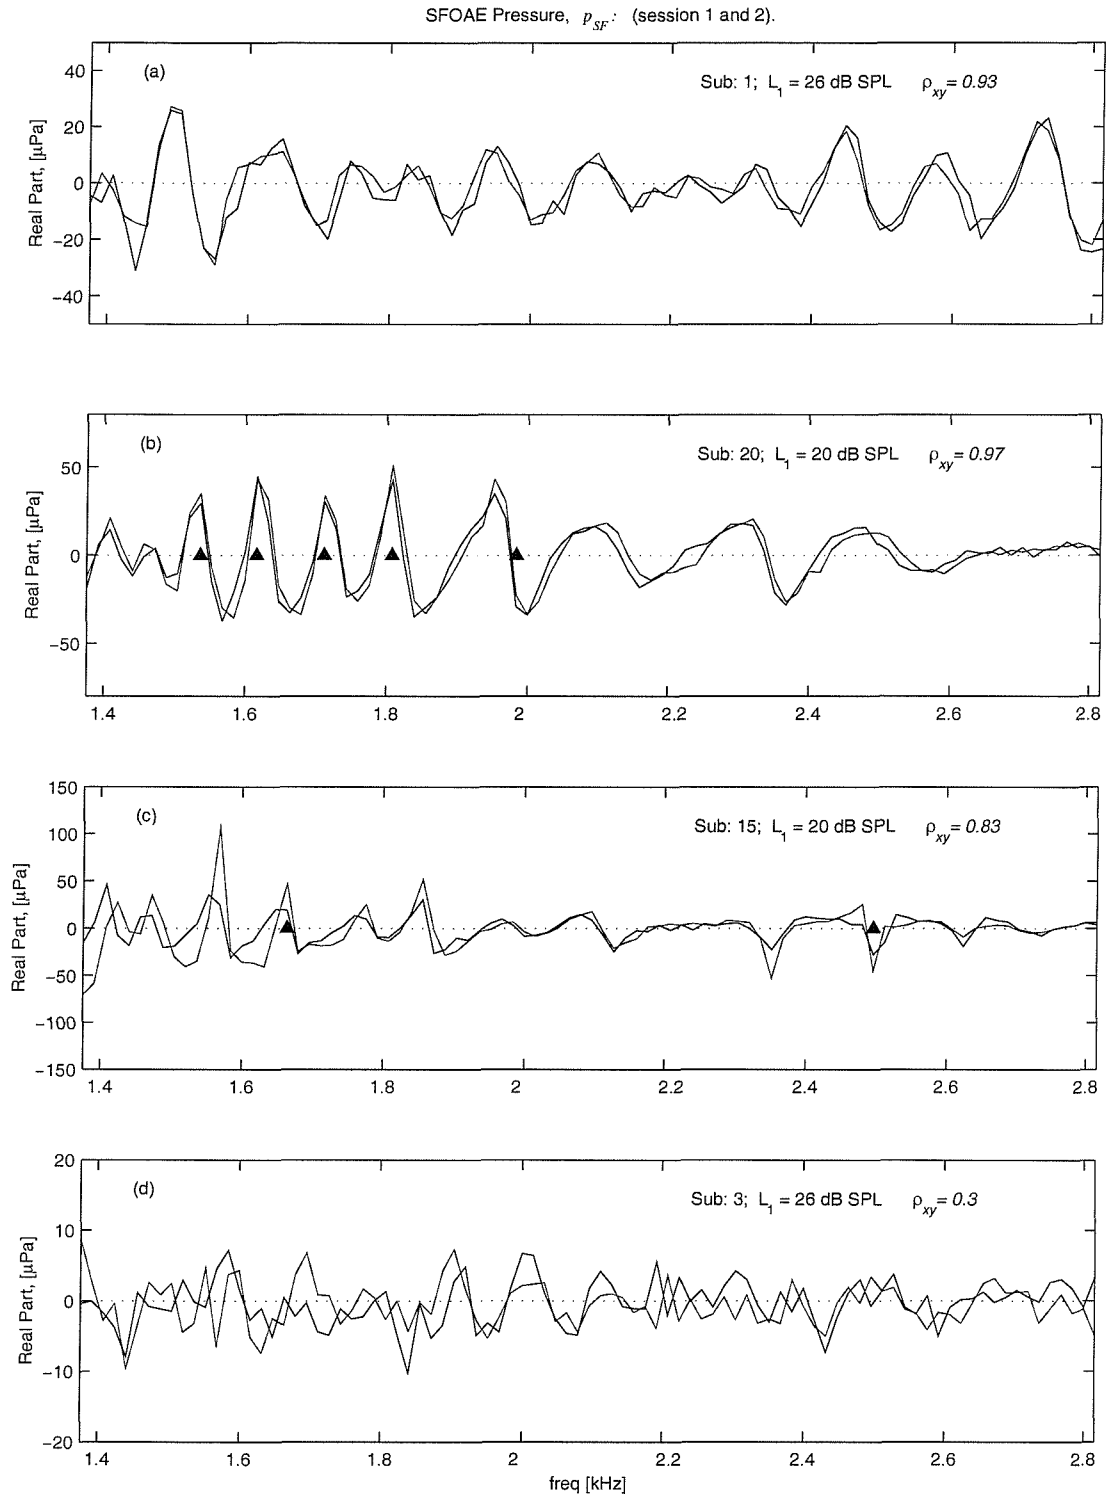 SFOAE Pressure, p_SF: (session 1 and 2).
(a)
Sub: 1; L_1 = 26 dB SPL ρ_xy= 0.93
40
20
0
−20
−40
Real Part, [μPa]
(b)
Sub: 20; L_1 = 20 dB SPL ρ_xy= 0.97
50
0
−50
Real Part, [μPa]
1.4 1.6 1.8 2 2.2 2.4 2.6 2.8
(c)
Sub: 15; L_1 = 20 dB SPL ρ_xy= 0.83
150
100
50
0
−50
−100
−150
Real Part, [μPa]
1.4 1.6 1.8 2 2.2 2.4 2.6 2.8
(d)
Sub: 3; L_1 = 26 dB SPL ρ_xy= 0.3
20
10
0
−10
−20
Real Part, [μPa]
1.4 1.6 1.8 2 2.2 2.4 2.6 2.8
freq [kHz]